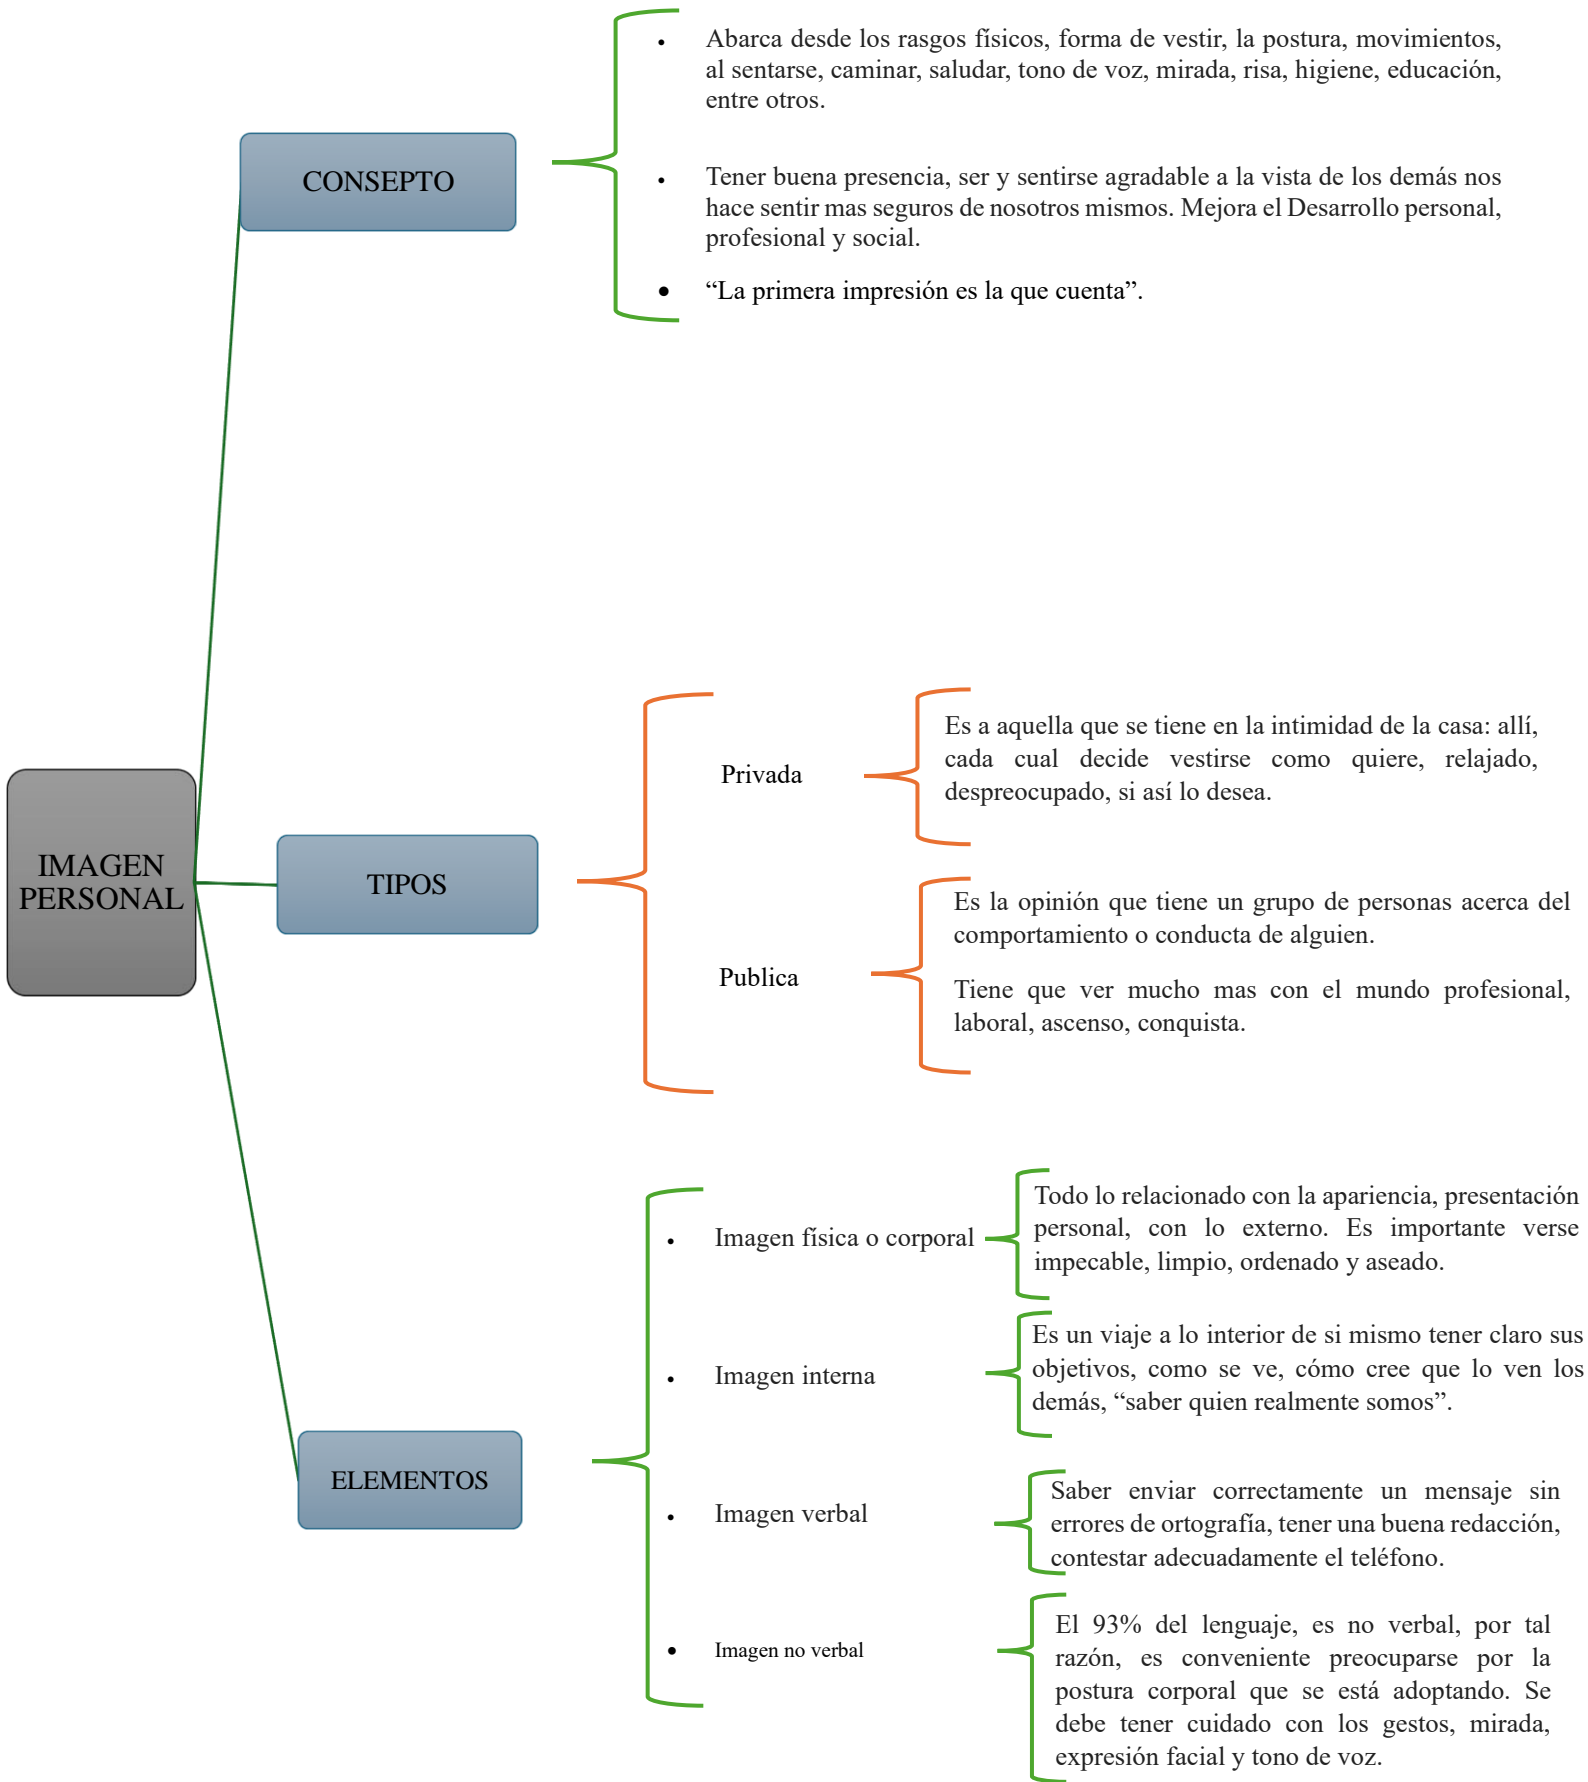 IMAGEN
PERSONAL
CONSEPTO
• Abarca desde los rasgos físicos, forma de vestir, la postura, movimientos,
al sentarse, caminar, saludar, tono de voz, mirada, risa, higiene, educación,
entre otros.
• Tener buena presencia, ser y sentirse agradable a la vista de los demás nos
hace sentir mas seguros de nosotros mismos. Mejora el Desarrollo personal,
profesional y social.
• “La primera impresión es la que cuenta”.
TIPOS
Privada
Es a aquella que se tiene en la intimidad de la casa: allí,
cada cual decide vestirse como quiere, relajado,
despreocupado, si así lo desea.
Publica
Es la opinión que tiene un grupo de personas acerca del
comportamiento o conducta de alguien.
Tiene que ver mucho mas con el mundo profesional,
laboral, ascenso, conquista.
ELEMENTOS
• Imagen física o corporal
Todo lo relacionado con la apariencia, presentación
personal, con lo externo. Es importante verse
impecable, limpio, ordenado y aseado.
• Imagen interna
Es un viaje a lo interior de si mismo tener claro sus
objetivos, como se ve, cómo cree que lo ven los
demás, “saber quien realmente somos”.
• Imagen verbal
Saber enviar correctamente un mensaje sin
errores de ortografía, tener una buena redacción,
contestar adecuadamente el teléfono.
• Imagen no verbal
El 93% del lenguaje, es no verbal, por tal
razón, es conveniente preocuparse por la
postura corporal que se está adoptando. Se
debe tener cuidado con los gestos, mirada,
expresión facial y tono de voz.